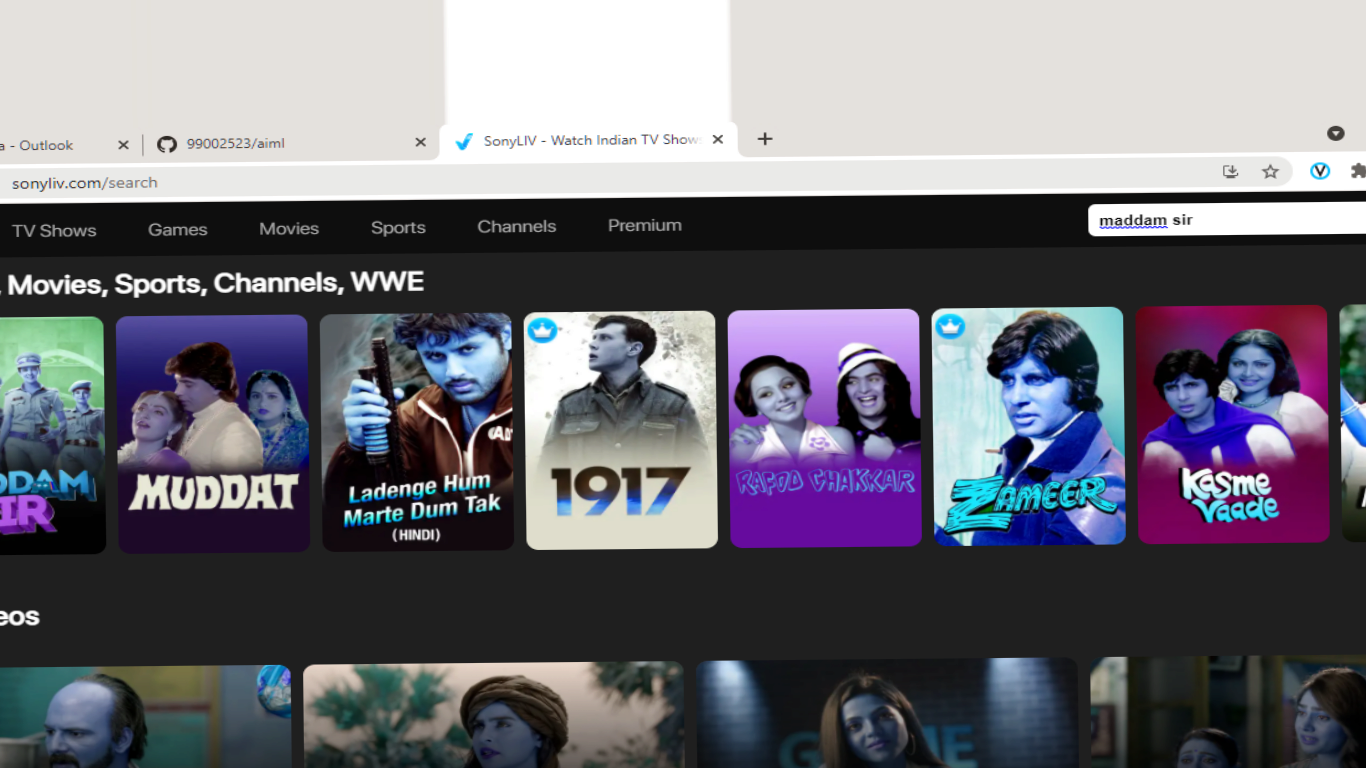 a - Outlook
99002523/aiml
SonyLIV - Watch Indian TV Show
sonyliv.com/search
TV Shows
Games
Movies
Sports
Channels
Premium
maddam sir
, Movies, Sports, Channels, WWE
DDAM
IR
MUDDAT
Ladenge Hum
Marte Dum Tak
(HINDI)
1917
RAFOO CHAKKAR
ZAMEER
Kasme
Vaade
eos